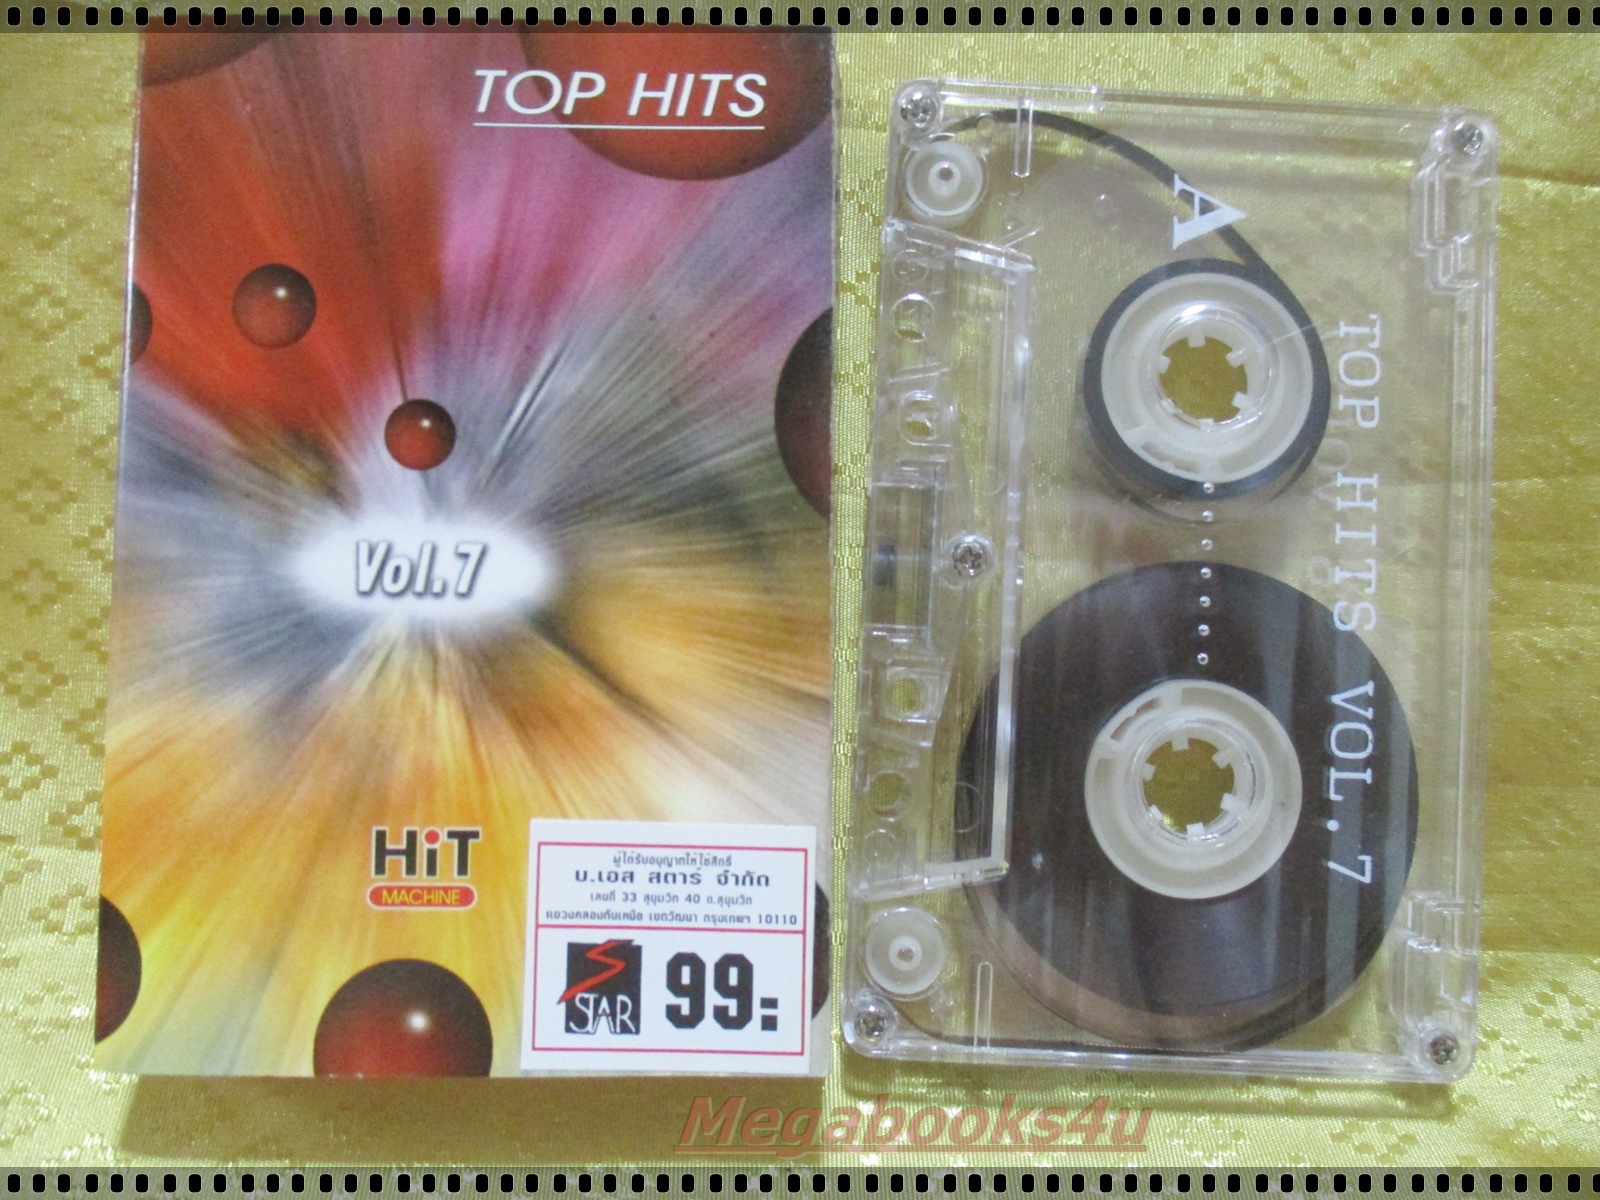 TOP HITS
Vol.7
HiT
MACHINE
ผู้ได้รับอนุญาตให้ใช้สิทธิ์
บ.เอส สตาร์ จำกัด
เลขที่ 33 สุขุมวิท 40 ถ.สุขุมวิท
แขวงคลองตันเหนือ เขตวัฒนา กรุงเทพฯ 10110
S
STAR
99:
A
TOP HITS VOL.7
Megabooks4u